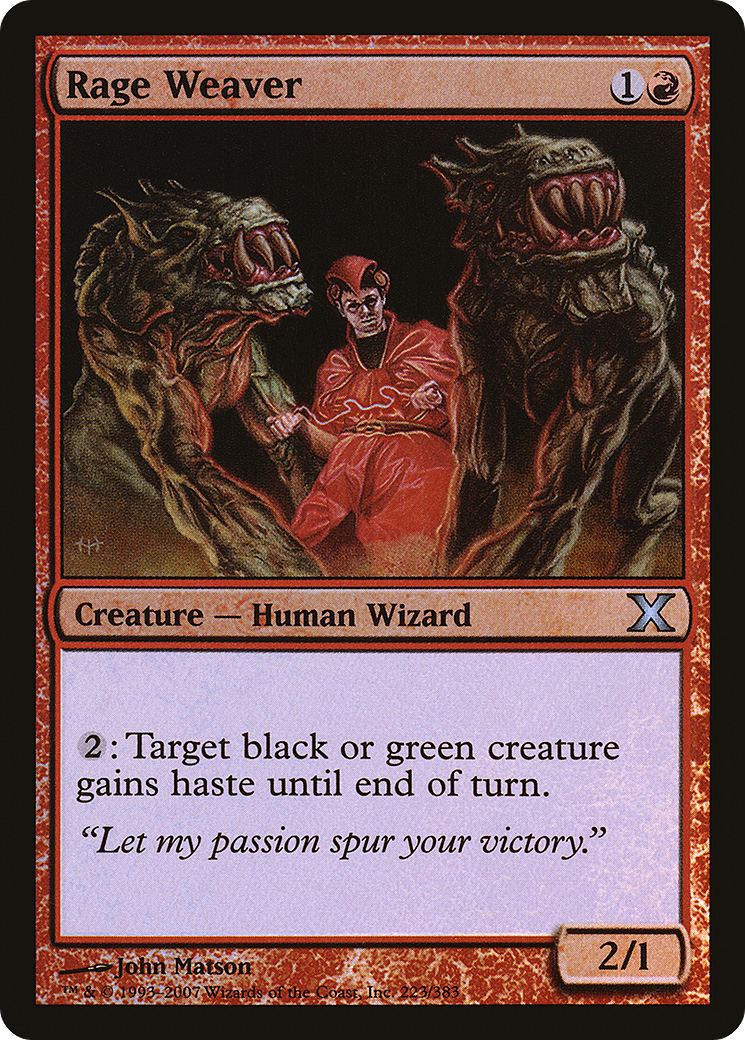 Rage Weaver
1
Creature — Human Wizard
X
2: Target black or green creature
gains haste until end of turn.
“Let my passion spur your victory.”
2/1
John Matson
™ & © 1993–2007 Wizards of the Coast, Inc. 223/383